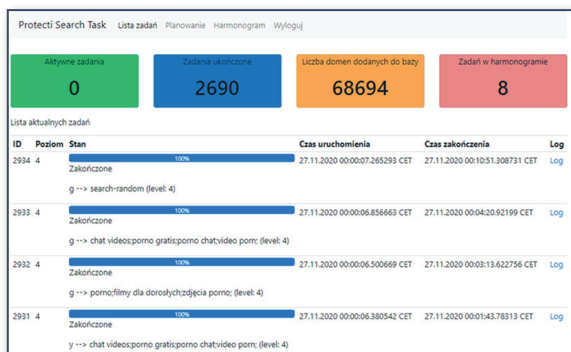 Protecti Search Task Lista zadań Planowanie Harmonogram Wyloguj
Aktywne zadania Zadania ukończone Liczba domen dodanych do bazy Zadań w harmonogramie
0 2690 68694 8
Lista aktualnych zadań
ID Poziom Stan Czas uruchomienia Czas zakończenia Log
2934 4 100% 27.11.2020 00:00:07.265293 CET 27.11.2020 00:10:51.308731 CET Log
Zakończone
g --> search-random (level: 4)
2933 4 100% 27.11.2020 00:00:06.856663 CET 27.11.2020 00:04:20.92199 CET Log
Zakończone
g --> chat videos;porno gratis;porno chat;video porn; (level: 4)
2932 4 100% 27.11.2020 00:00:06.500669 CET 27.11.2020 00:03:13.622756 CET Log
Zakończone
g --> porno;filmy dla dorosłych;zdjęcia porno; (level: 4)
2931 4 100% 27.11.2020 00:00:06.380542 CET 27.11.2020 00:01:43.78313 CET Log
Zakończone
y --> chat videos;porno gratis;porno chat;video porn; (level: 4)